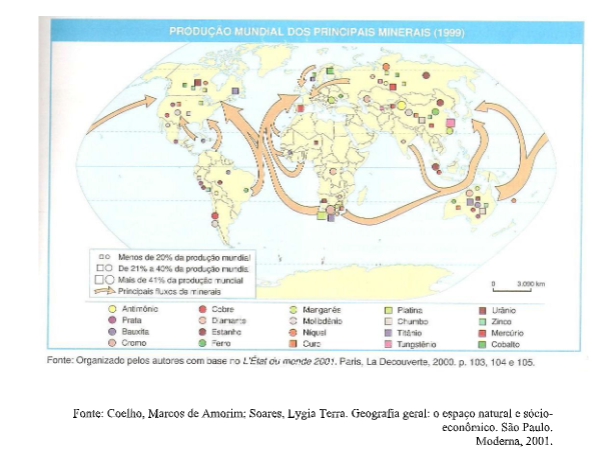 PRODUÇÃO MUNDIAL DOS PRINCIPAIS MINERAIS (1999)
Menos de 20% da produção mundial
De 21% a 40% da produção mundial
Mais de 41% da produção mundial
Principais fluxos de minerais
0 3.090 km
Antimônio Cobre Manganês Platina Urânio
Prata Diamante Molibdênio Chumbo Zinco
Bauxita Estanho Níquel Titânio Mercúrio
Cromo Ferro Ouro Tungstênio Cobalto
Fonte: Organizado pelos autores com base no L'État du monde 2001. Paris, La Decouverte, 2000. p. 103, 104 e 105.
Fonte: Coelho, Marcos de Amorim; Soares, Lygia Terra. Geografia geral: o espaço natural e sócio-
econômico. São Paulo.
Moderna, 2001.